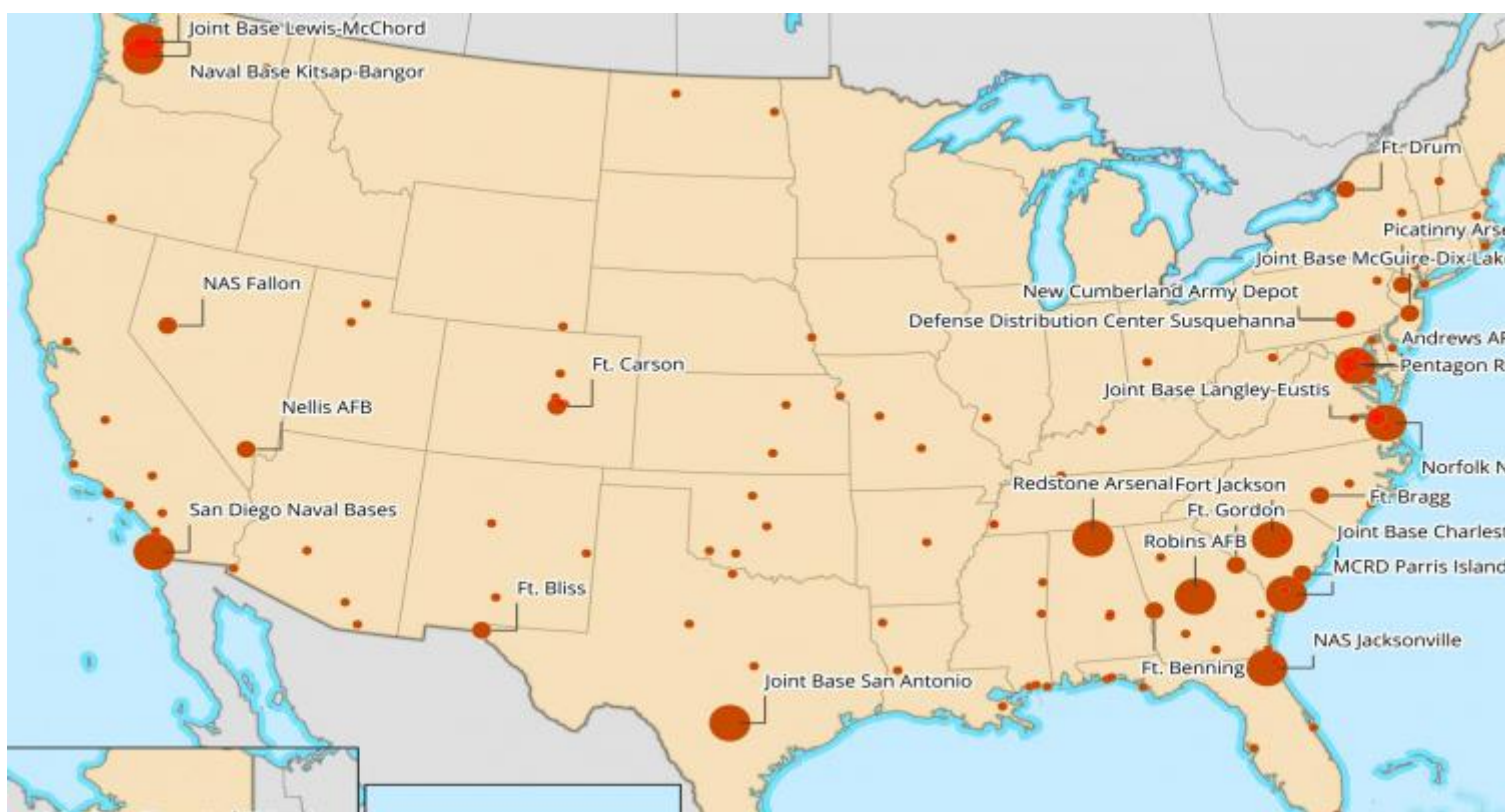 Joint Base Lewis-McChord
Naval Base Kitsap-Bangor
Ft. Drum
Picatinny Arse
Joint Base McGuire-Dix-Lak
NAS Fallon
New Cumberland Army Depot
Defense Distribution Center Susquehanna
Andrews AF
Ft. Carson
Pentagon R
Joint Base Langley-Eustis
Nellis AFB
Norfolk N
Redstone Arsenal
Fort Jackson
Ft. Bragg
San Diego Naval Bases
Ft. Gordon
Joint Base Charlest
Robins AFB
MCRD Parris Island
Ft. Bliss
NAS Jacksonville
Ft. Benning
Joint Base San Antonio